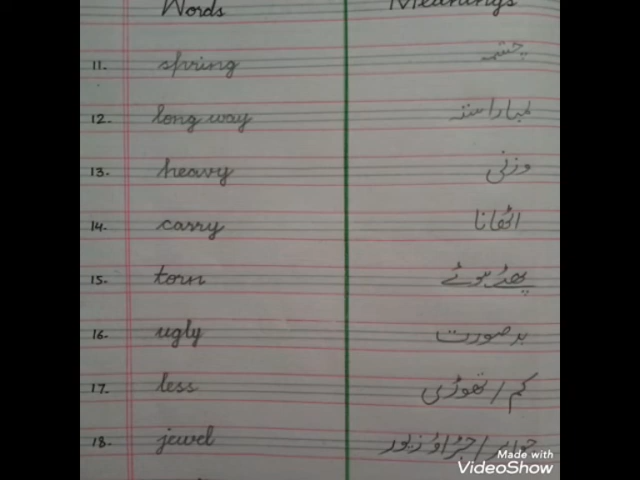 Words Meanings
11. spring چشمہ
12. long way لمبا راستہ
13. heavy وزنی
14. carry اٹھانا
15. torn پھٹے ہوئے
16. ugly بدصورت
17. less کم / تھوڑی
18. jewel جواہر / جڑاؤ زیور
Made with
VideoShow